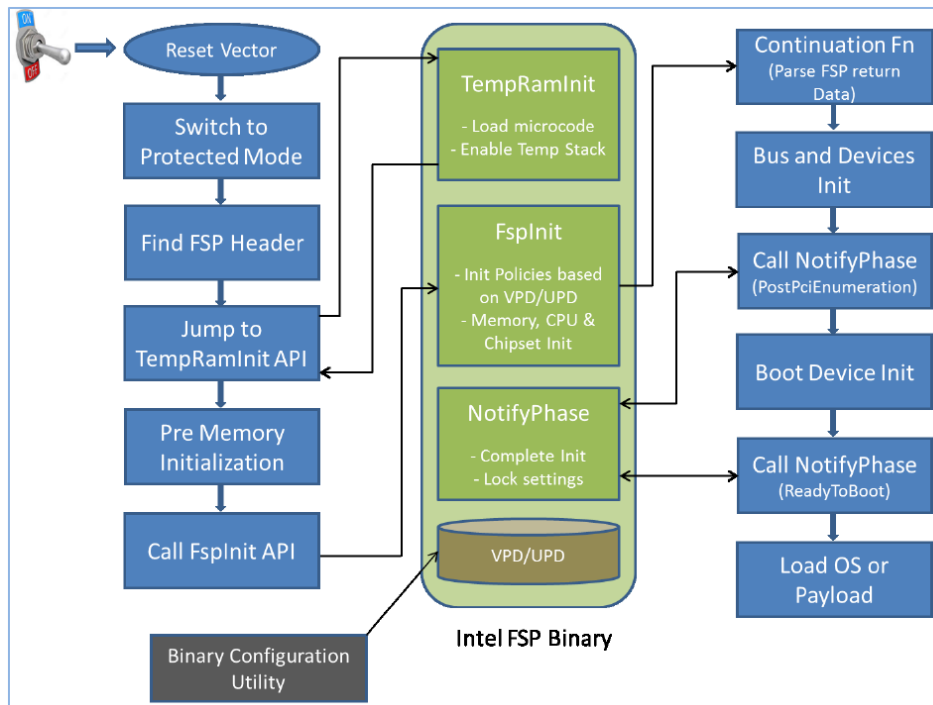 ON
OFF
Reset Vector
Switch to
Protected Mode
Find FSP Header
Jump to
TempRamInit API
Pre Memory
Initialization
Call FspInit API
Binary Configuration
Utility
TempRamInit
- Load microcode
- Enable Temp Stack
FspInit
- Init Policies based
on VPD/UPD
- Memory, CPU &
Chipset Init
NotifyPhase
- Complete Init
- Lock settings
VPD/UPD
Intel FSP Binary
Continuation Fn
(Parse FSP return
Data)
Bus and Devices
Init
Call NotifyPhase
(PostPciEnumeration)
Boot Device Init
Call NotifyPhase
(ReadyToBoot)
Load OS or
Payload